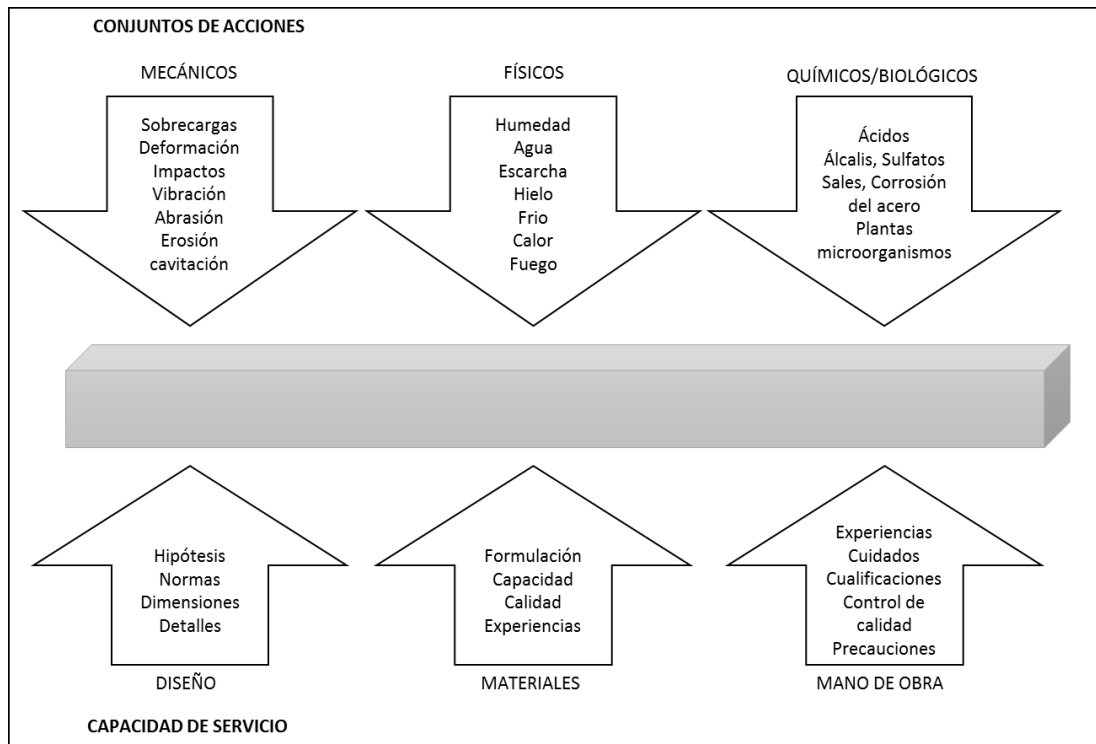 CONJUNTOS DE ACCIONES
MECÁNICOS
Sobrecargas
Deformación
Impactos
Vibración
Abrasión
Erosión
cavitación
FÍSICOS
Humedad
Agua
Escarcha
Hielo
Frio
Calor
Fuego
QUÍMICOS/BIOLÓGICOS
Ácidos
Álcalis, Sulfatos
Sales, Corrosión
del acero
Plantas
microorganismos
Hipótesis
Normas
Dimensiones
Detalles
DISEÑO
Formulación
Capacidad
Calidad
Experiencias
MATERIALES
Experiencias
Cuidados
Cualificaciones
Control de
calidad
Precauciones
MANO DE OBRA
CAPACIDAD DE SERVICIO